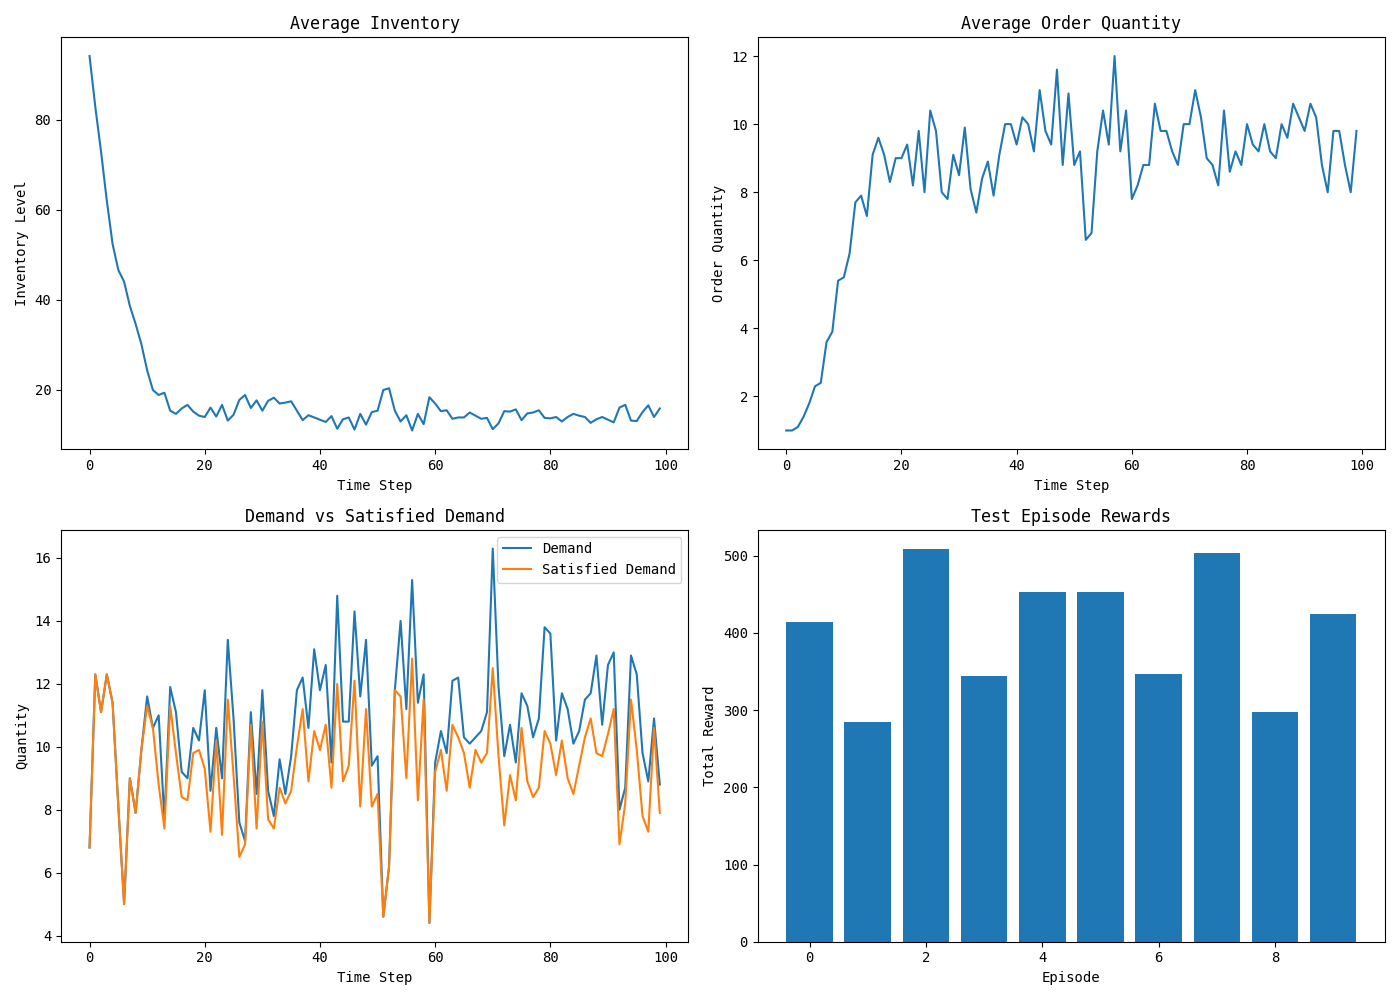 Average Inventory
Inventory Level
80
60
40
20
0 20 40 60 80 100
Time Step
Average Order Quantity
Order Quantity
12
10
8
6
4
2
0 20 40 60 80 100
Time Step
Demand vs Satisfied Demand
Demand
Satisfied Demand
Quantity
16
14
12
10
8
6
4
0 20 40 60 80 100
Time Step
Test Episode Rewards
Total Reward
500
400
300
200
100
0
0 2 4 6 8
Episode